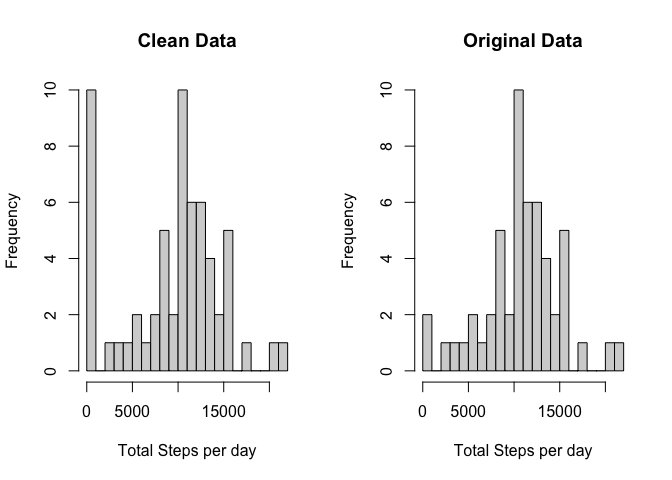 Clean Data
Frequency
0
2
4
6
8
10
0 5000 15000
Total Steps per day
Original Data
Frequency
0
2
4
6
8
10
0 5000 15000
Total Steps per day